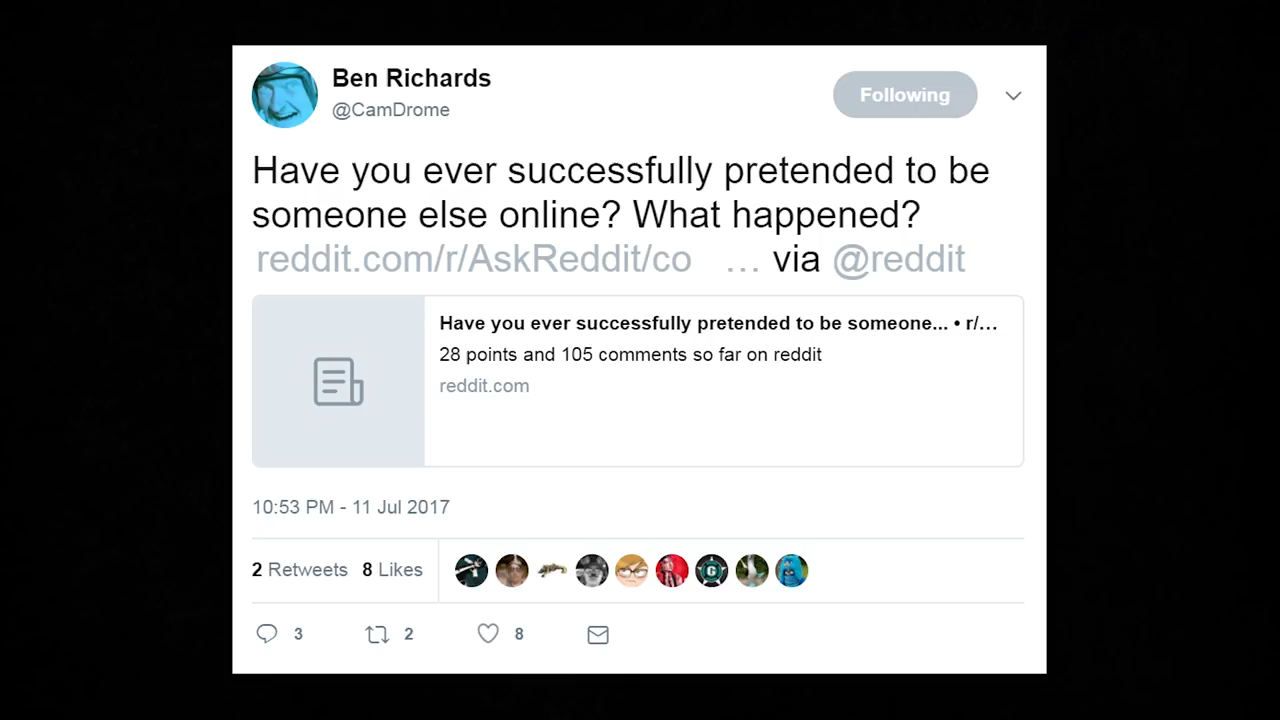 Ben Richards
@CamDrome
Following
Have you ever successfully pretended to be
someone else online? What happened?
reddit.com/r/AskReddit/co … via @reddit
Have you ever successfully pretended to be someone... • r/…
28 points and 105 comments so far on reddit
reddit.com
10:53 PM - 11 Jul 2017
2 Retweets 8 Likes
G
3 2 8